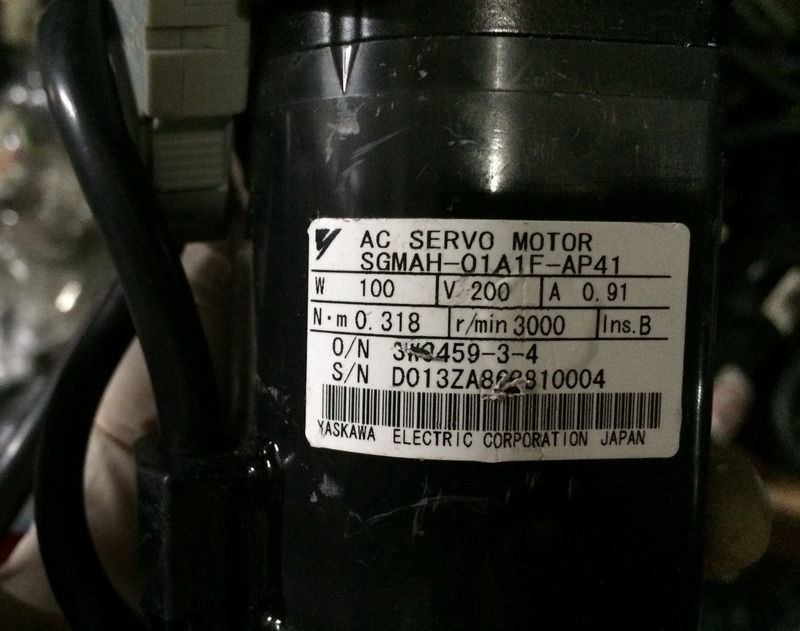 AC SERVO MOTOR
SGMAH-01A1F-AP41
W 100 V 200 A 0.91
N·m 0.318 r/min 3000 Ins.B
O/N
S/N
YASKAWA ELECTRIC CORPORATION JAPAN